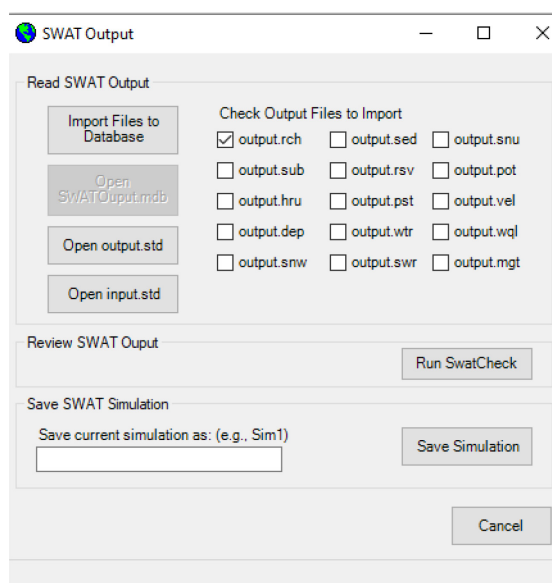 SWAT Output
Read SWAT Output
Import Files to
Database
Open
SWATOuput.mdb
Open output.std
Open input.std
Check Output Files to Import
output.rch output.sed output.snu
output.sub output.rsv output.pot
output.hru output.pst output.vel
output.dep output.wtr output.wql
output.snw output.swr output.mgt
Review SWAT Ouput
Run SwatCheck
Save SWAT Simulation
Save current simulation as: (e.g., Sim1)
Save Simulation
Cancel